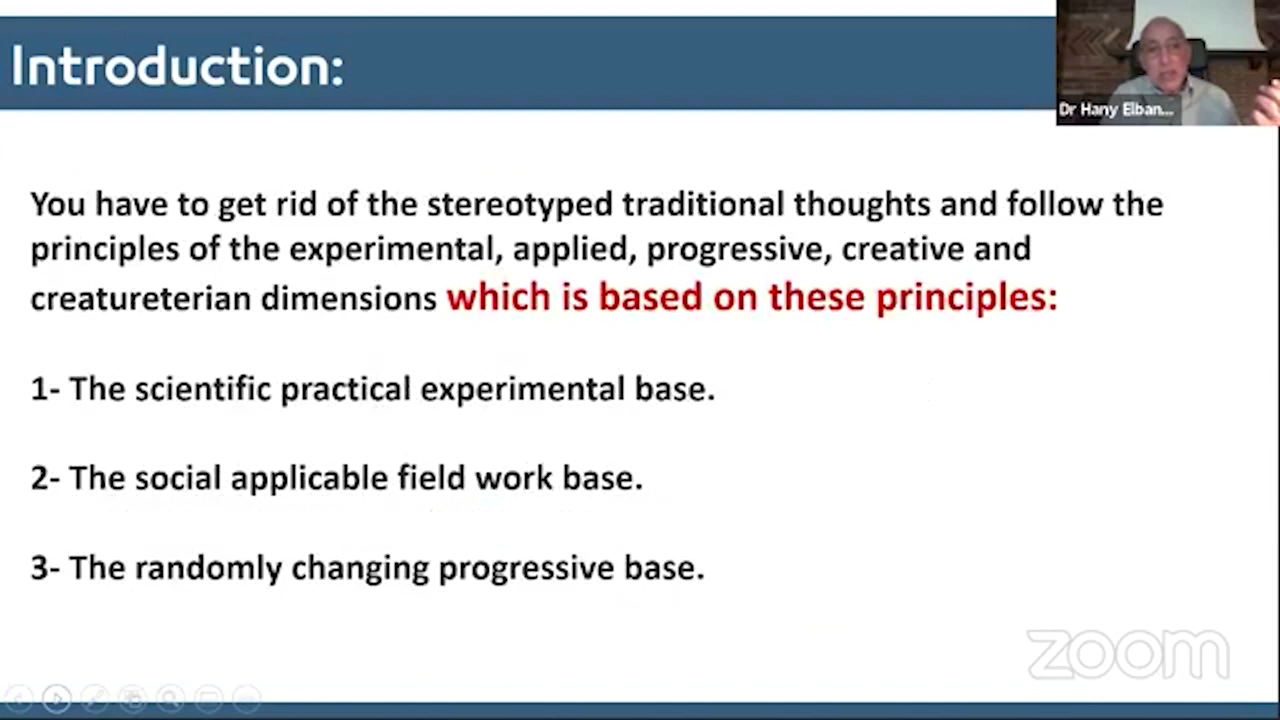 Introduction:
Dr Hany Elban...
You have to get rid of the stereotyped traditional thoughts and follow the
principles of the experimental, applied, progressive, creative and
creatureterian dimensions which is based on these principles:
1- The scientific practical experimental base.
2- The social applicable field work base.
3- The randomly changing progressive base.
zoom